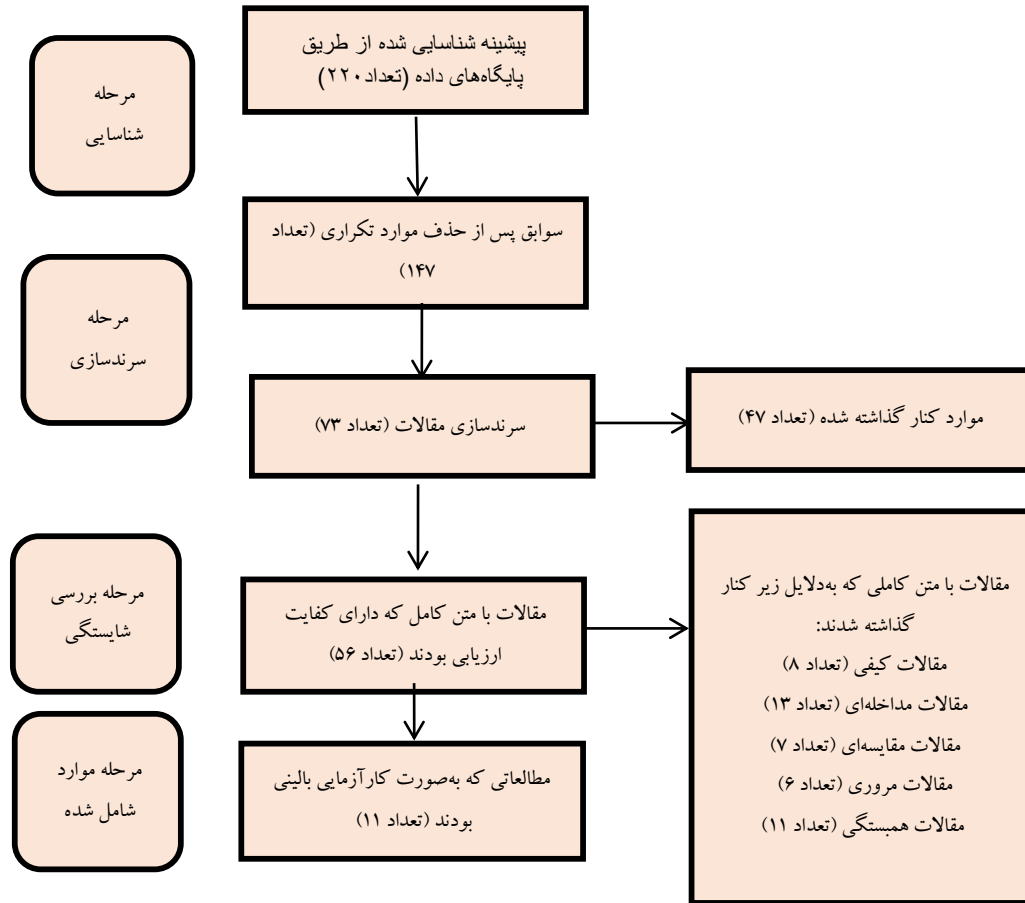 پیشینه شناسایی شده از طریق
پایگاه‌های داده (تعداد۲۲۰)
مرحله
شناسایی
سوابق پس از حذف موارد تکراری (تعداد
۱۴۷)
مرحله
سرندسازی
سرندسازی مقالات (تعداد ۷۳)
موارد کنار گذاشته شده (تعداد ۴۷)
مرحله بررسی
شایستگی
مقالات با متن کامل که دارای کفایت
ارزیابی بودند (تعداد ۵۶)
مقالات با متن کاملی که به‌دلایل زیر کنار
گذاشته شدند:
مقالات کیفی (تعداد ۸)
مقالات مداخله‌ای (تعداد ۱۳)
مقالات مقایسه‌ای (تعداد ۷)
مقالات مروری (تعداد ۶)
مقالات همبستگی (تعداد ۱۱)
مرحله موارد
شامل شده
مطالعاتی که به‌صورت کارآزمایی بالینی
بودند (تعداد ۱۱)